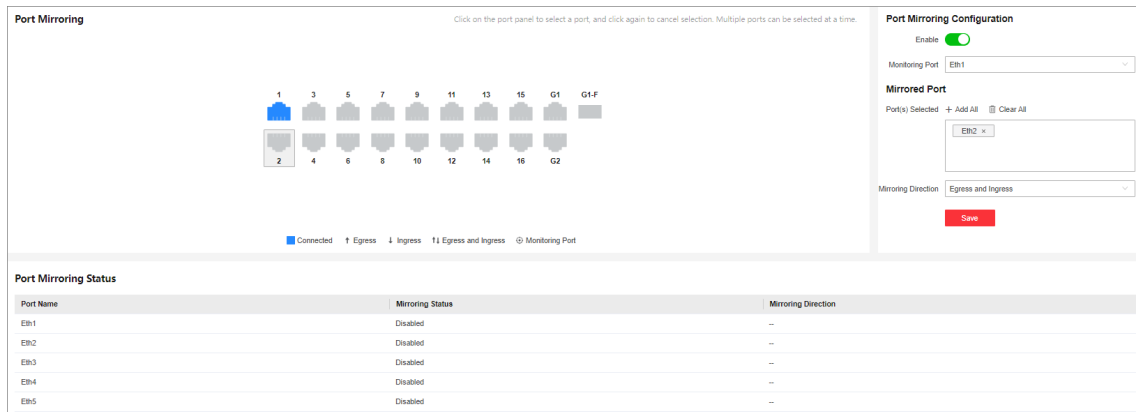 Port Mirroring
Click on the port panel to select a port, and click again to cancel selection. Multiple ports can be selected at a time.
1 3 5 7 9 11 13 15 G1 G1-F
2 4 6 8 10 12 14 16 G2
Connected ↑ Egress ↓ Ingress ↑↓ Egress and Ingress Monitoring Port
Port Mirroring Configuration
Enable
Monitoring Port Eth1
Mirrored Port
Port(s) Selected + Add All Clear All
Eth2 ×
Mirroring Direction Egress and Ingress
Save
Port Mirroring Status
Port Name Mirroring Status Mirroring Direction
Eth1 Disabled --
Eth2 Disabled --
Eth3 Disabled --
Eth4 Disabled --
Eth5 Disabled --